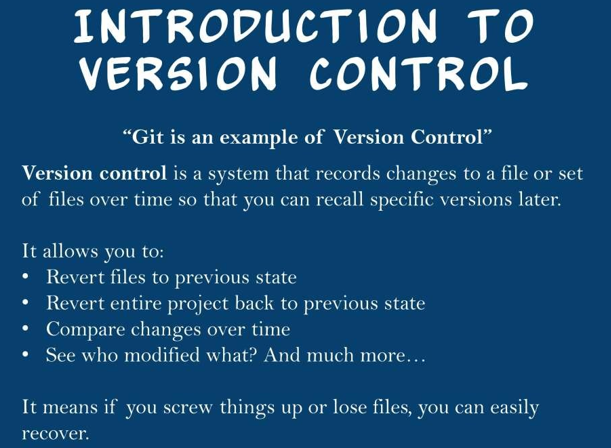 INTRODUCTION TO
VERSION CONTROL
“Git is an example of Version Control”
Version control is a system that records changes to a file or set
of files over time so that you can recall specific versions later.
It allows you to:
• Revert files to previous state
• Revert entire project back to previous state
• Compare changes over time
• See who modified what? And much more…
It means if you screw things up or lose files, you can easily
recover.